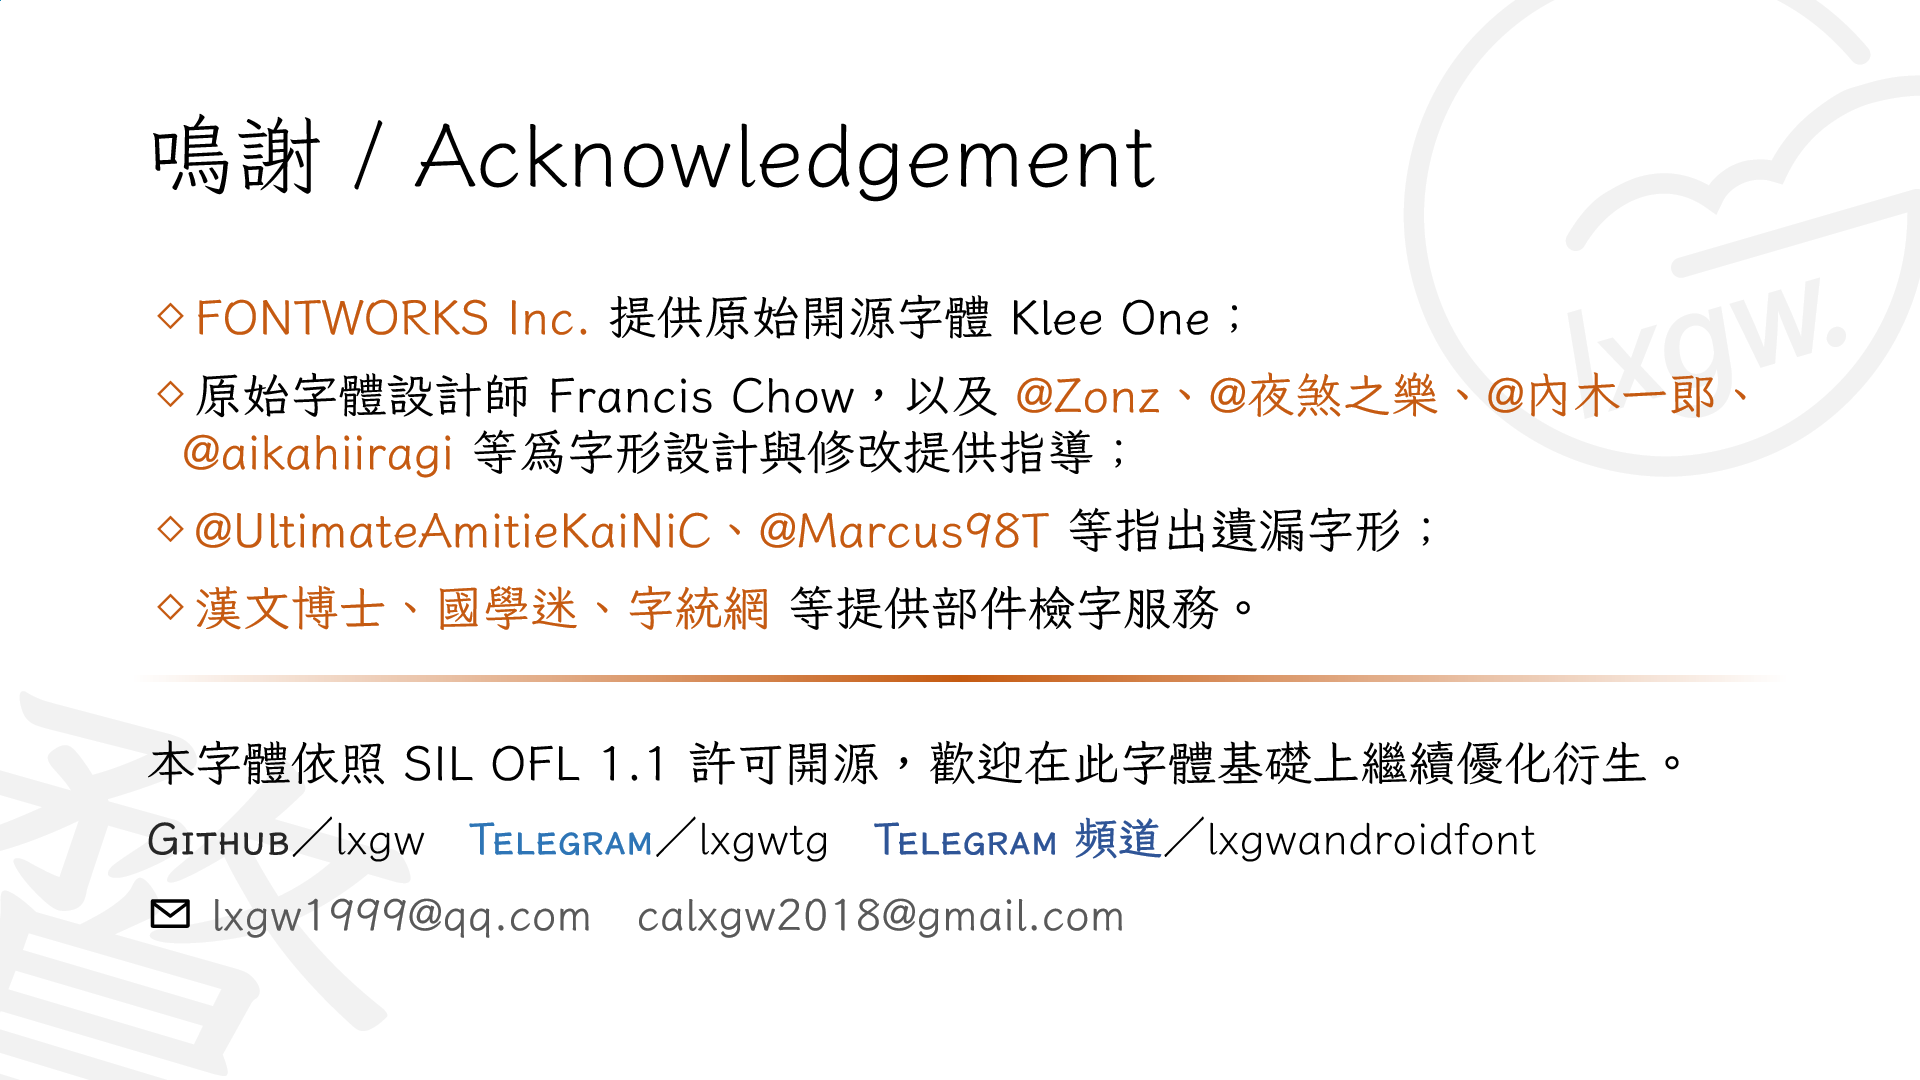 鳴謝 / Acknowledgement
lxgw.
◇FONTWORKS Inc. 提供原始開源字體 Klee One；
◇原始字體設計師 Francis Chow，以及 @Zonz、@夜煞之樂、@內木一郎、
@aikahiiragi 等爲字形設計與修改提供指導；
◇@UltimateAmitieKaiNiC、@Marcus98T 等指出遺漏字形；
◇漢文博士、國學迷、字統網 等提供部件檢字服務。
本字體依照 SIL OFL 1.1 許可開源，歡迎在此字體基礎上繼續優化衍生。
GITHUB／lxgw　TELEGRAM／lxgwtg　TELEGRAM 頻道／lxgwandroidfont
lxgw1999@qq.com　calxgw2018@gmail.com